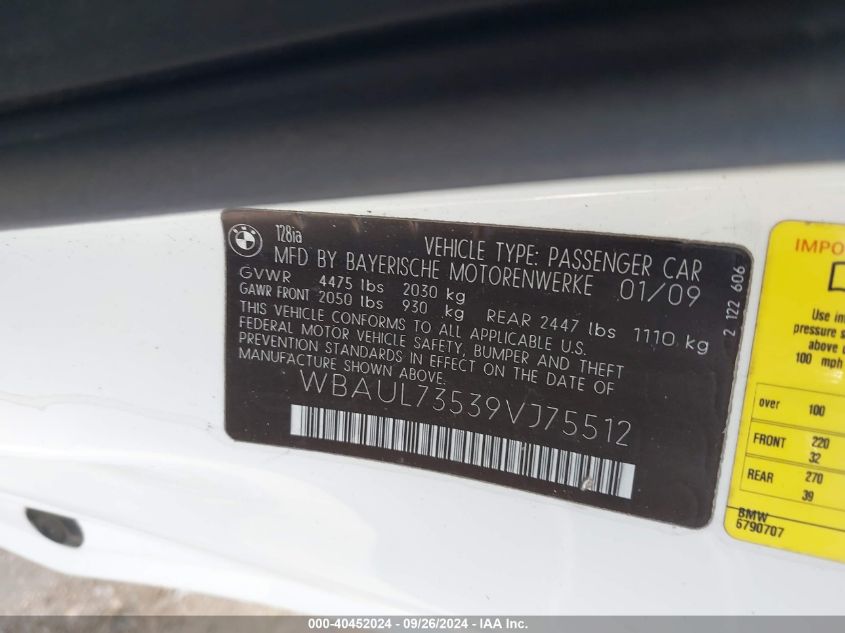 128ia
VEHICLE TYPE: PASSENGER CAR
MFD BY BAYERISCHE MOTORENWERKE 01/09
GVWR 4475 lbs 2030 kg
GAWR FRONT 2050 lbs 930 kg REAR 2447 lbs 1110 kg
THIS VEHICLE CONFORMS TO ALL APPLICABLE U.S.
FEDERAL MOTOR VEHICLE SAFETY, BUMPER AND THEFT
PREVENTION STANDARDS IN EFFECT ON THE DATE OF
MANUFACTURE SHOWN ABOVE.
WBAUL73539VJ75512
2 122 606
IMPO
Use in
pressure s
above u
100 mph
over 100
FRONT 220
32
REAR 270
39
BMW
6790707
000-40452024 - 09/26/2024 - IAA Inc.